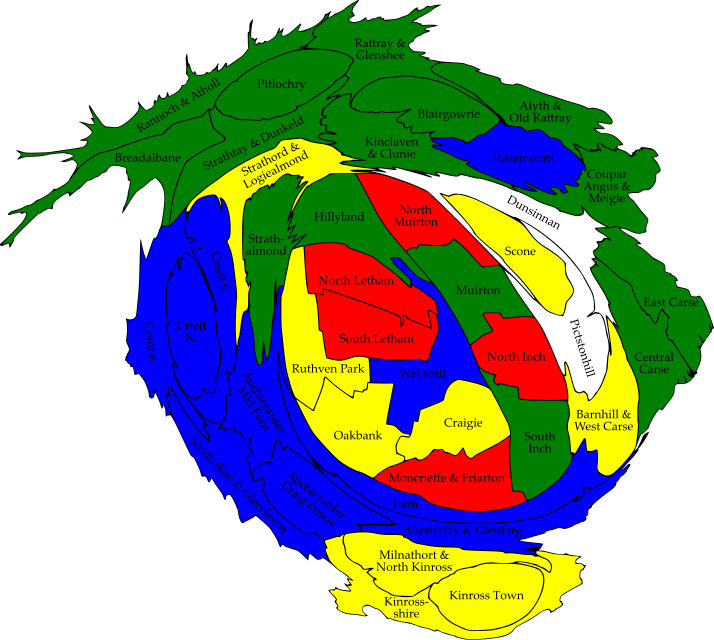 Rattray &
Glenshee
Pitlochry
Rannoch & Atholl
Alyth &
Old Rattray
Blairgowrie
Strathtay & Dunkeld
Breadalbane
Kinclaven
& Clunie
Rosemount
Strathord &
Logiealmond
Coupar
Angus &
Meigle
Dunsinnan
Hillyland
North
Muirton
Strath-
almond
Scone
Crieff S.
North Letham
Muirton
East Carse
Crieff
N.
Comrie
South Letham
North Inch
Pictstonhill
Central
Carse
Ruthven Park
Wellshill
Auchterarder
Mid Earn
Craigie
Barnhill &
West Carse
Oakbank
South
Inch
Strathallan & Glendevon
Auchterarder
Craig Rossie
Moncrieffe & Friarton
Earn
Abernethy & Glenfarg
Milnathort &
North Kinross
Kinross Town
Kinross-
shire